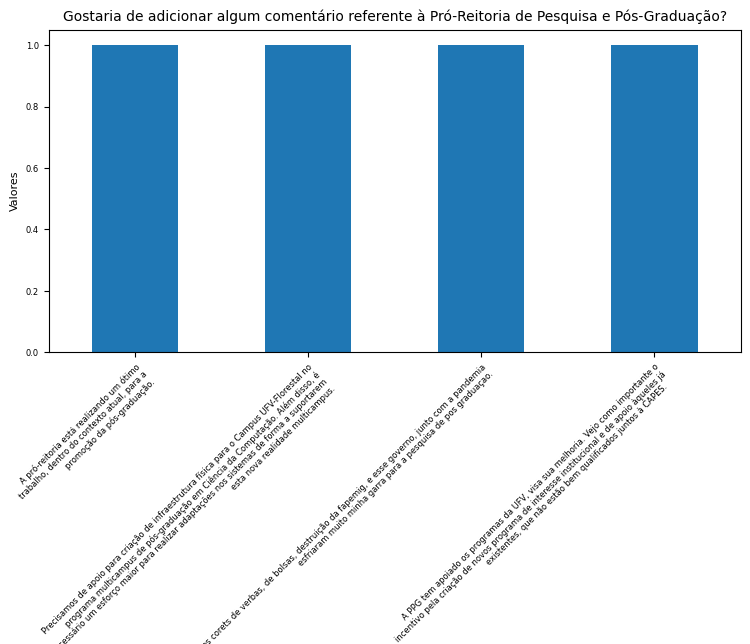 Gostaria de adicionar algum comentário referente à Pró-Reitoria de Pesquisa e Pós-Graduação?
Valores
1.0
0.8
0.6
0.4
0.2
0.0
A pró-reitoria está realizando um ótimo
trabalho, dentro do contexto atual, para a
promoção da pós-graduação.
Precisamos de apoio para criação de infraestrutura física para o Campus UFV-Florestal no
programa multicampus de pós-graduação em Ciência da Computação. Além disso, é
um esforço maior para realizar adaptações nos sistemas de forma a suportarem
esta nova realidade multicampus.
corets de verbas, de bolsas, destruição da fapemig, e esse governo, junto com a pandemia
esfriaram muito minha garra para a pesquisa de pos graduaçao.
A PPG tem apoiado os programas da UFV, visa sua melhoria. Vejo como importante o
incentivo pela criação de novos programa de interesse institucional e de apoio àqueles já
existentes, que não estão bem qualificados juntos à CAPES.